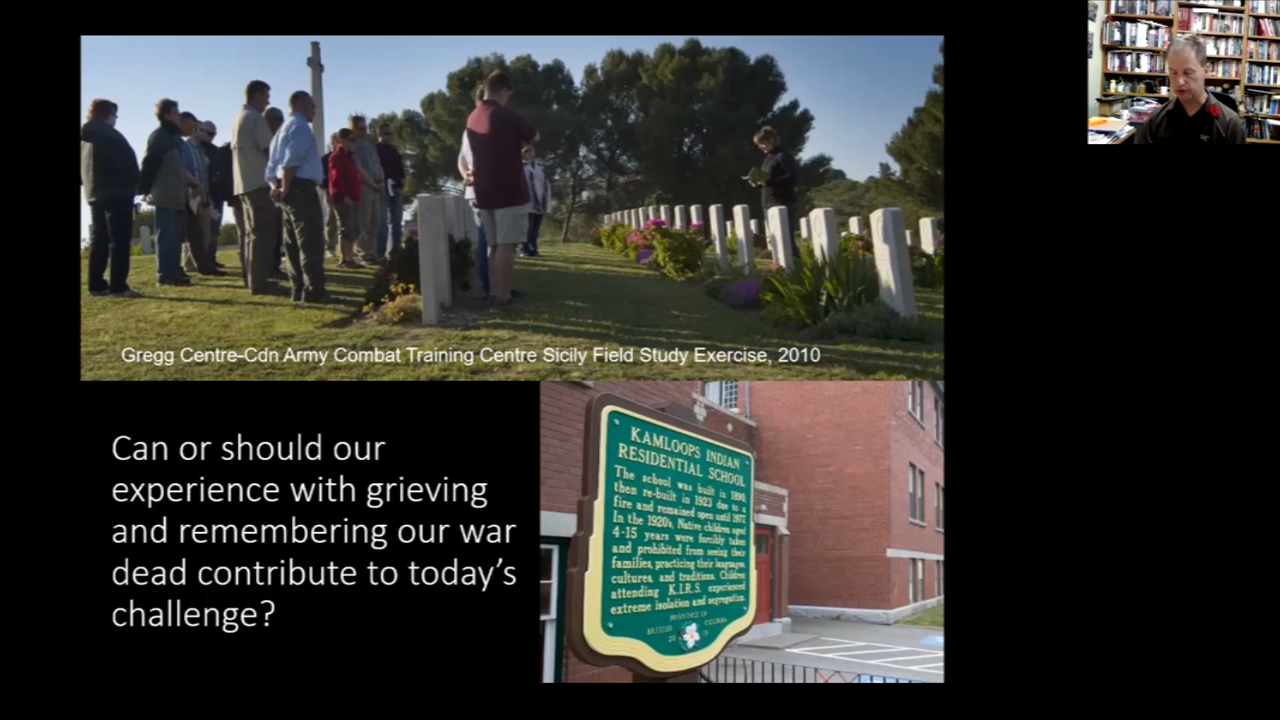 Gregg Centre-Cdn Army Combat Training Centre Sicily Field Study Exercise, 2010
Can or should our
experience with grieving
and remembering our war
dead contribute to today's
challenge?
KAMLOOPS INDIAN
RESIDENTIAL SCHOOL
The school was built in 1890,
then re-built in 1923 due to a
fire and remained open until 1977.
In the 1920s, Native children aged
4-15 years were forcibly taken
and prohibited from seeing their
families, practicing their languages,
cultures, and traditions. Children
attending K.I.R.S. experienced
extreme isolation and segregation.
PROVINCE OF
BRITISH COLUMBIA